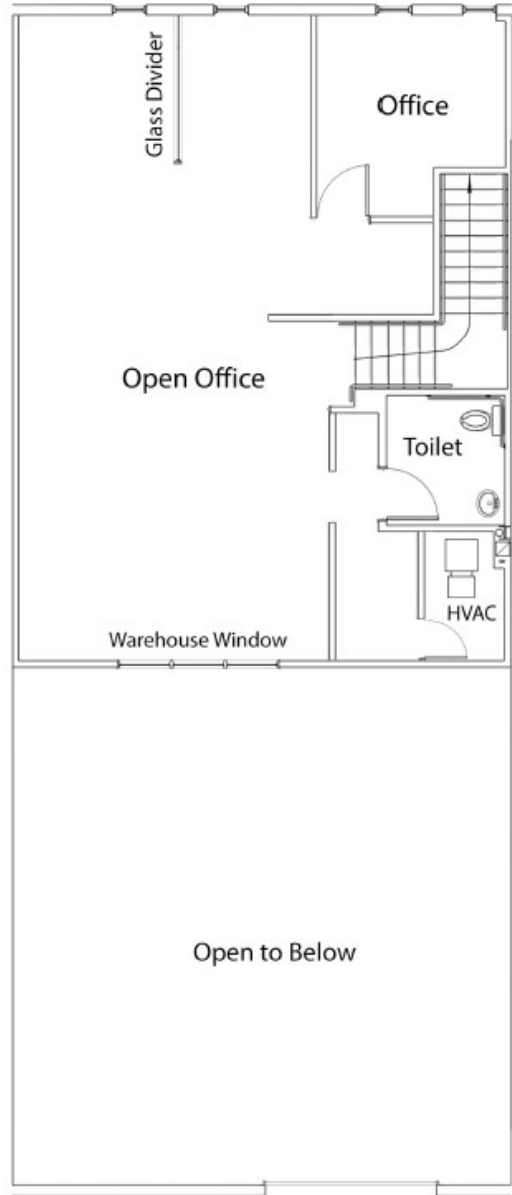 Glass Divider
Office
Open Office
Toilet
HVAC
Warehouse Window
Open to Below